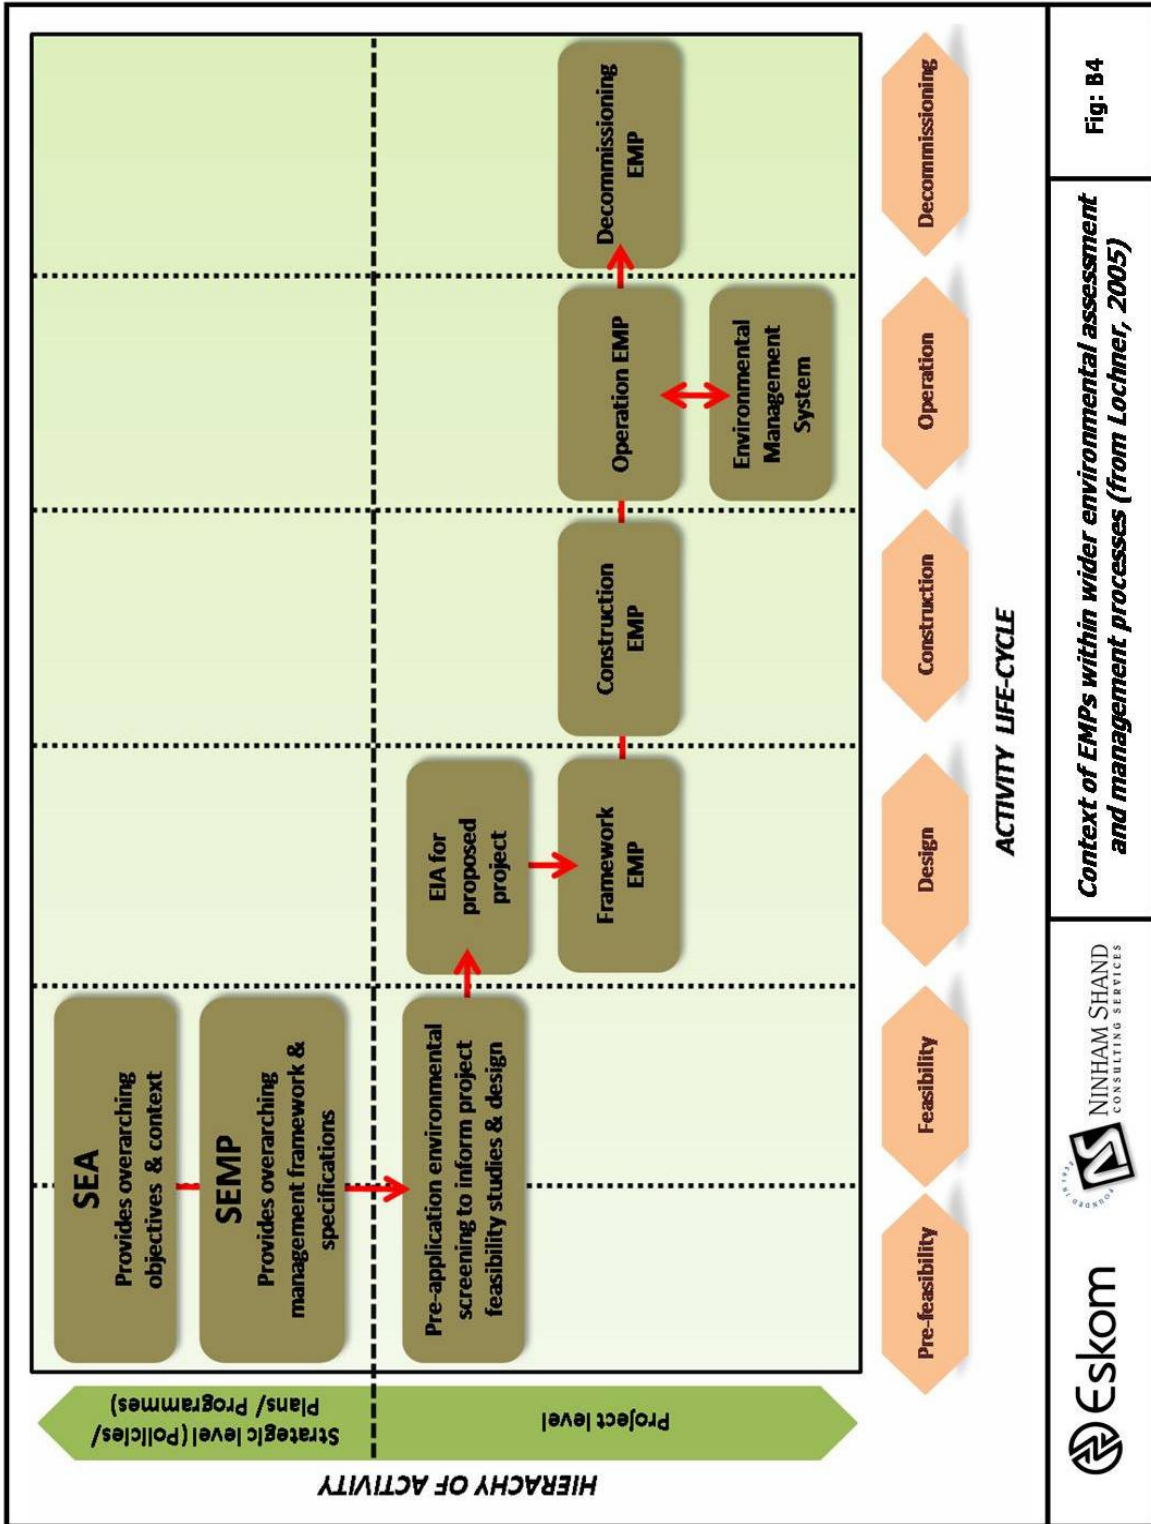 HIERACHY OF ACTIVITY
Strategic level (Policies/
Plans/ Programmes)
Project level
SEA
Provides overarching
objectives & context
SEMP
Provides overarching
management framework &
specifications
Pre-application environmental
screening to inform project
feasibility studies & design
EIA for
proposed
project
Framework
EMP
Construction
EMP
Operation EMP
Environmental
Management
System
Decommissioning
EMP
Pre-feasibility
Feasibility
Design
Construction
Operation
Decommissioning
ACTIVITY LIFE-CYCLE
Eskom
NINHAM SHAND
CONSULTING SERVICES
Context of EMPs within wider environmental assessment
and management processes (from Lochner, 2005)
Fig: B4